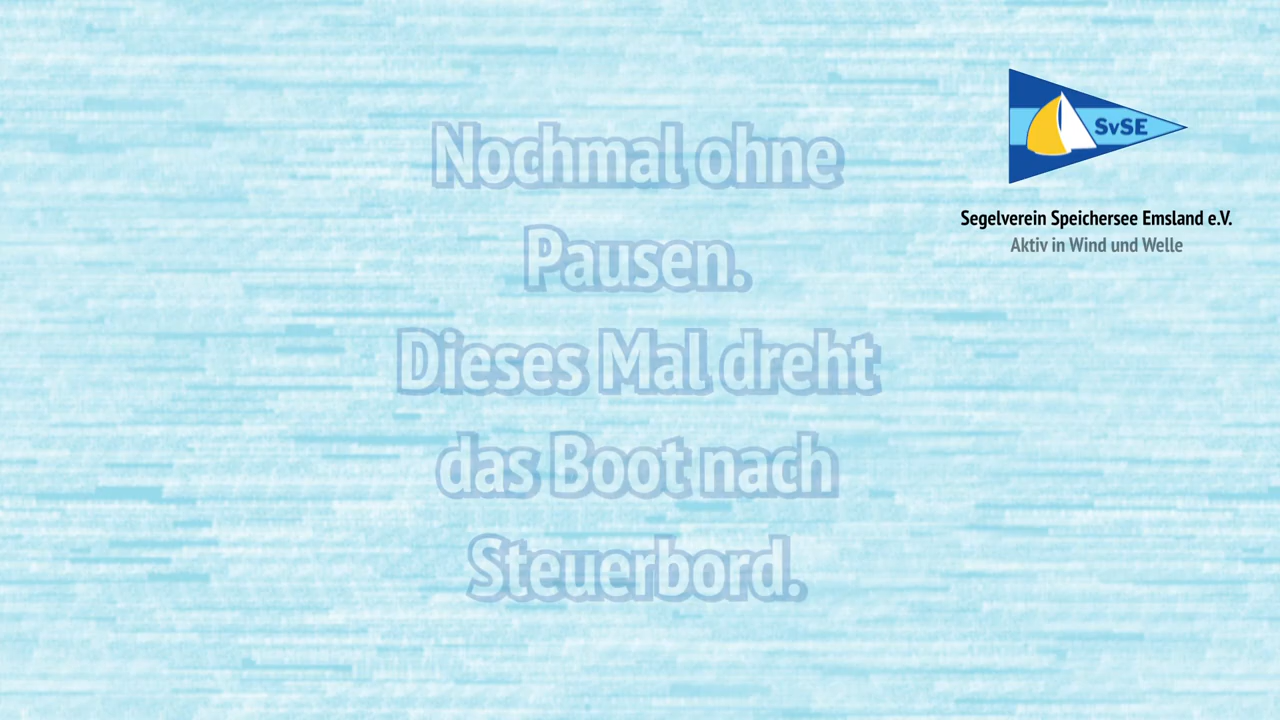 Nochmal ohne
Pausen.
Dieses Mal dreht
das Boot nach
Steuerbord.
SvSE
Segelverein Speichersee Emsland e.V.
Aktiv in Wind und Welle